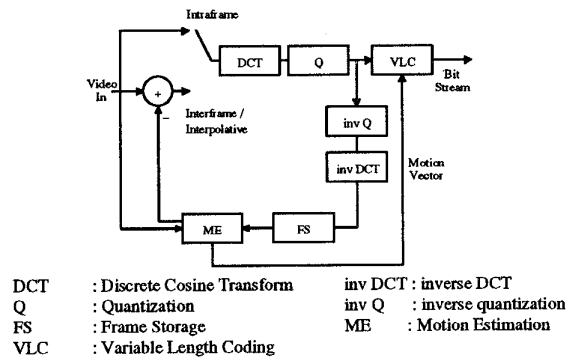 Intraframe
DCT
Q
VLC
Bit
Stream
Video
In
+
−
Interframe /
Interpolative
inv Q
inv DCT
Motion
Vector
ME
FS
DCT : Discrete Cosine Transform
inv DCT : inverse DCT
Q : Quantization
inv Q : inverse quantization
FS : Frame Storage
ME : Motion Estimation
VLC : Variable Length Coding